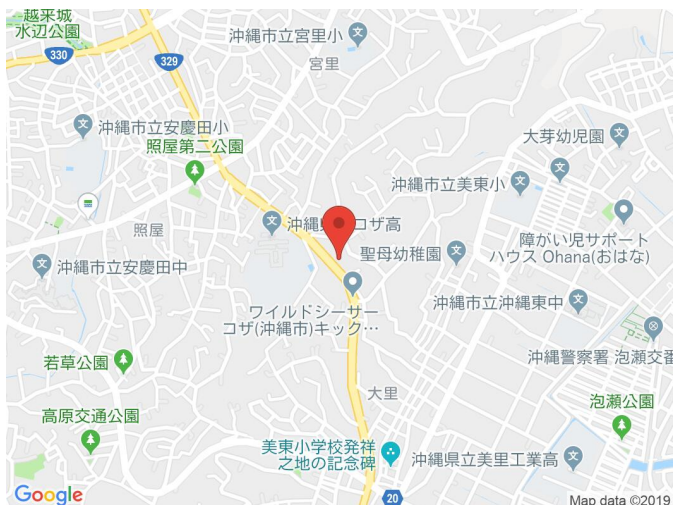 越来城
水辺公園
330
329
沖縄市立宮里小
宮里
沖縄市立安慶田小
照屋第二公園
大芽幼児園
沖縄市立美東小
照屋
沖縄県
コザ高
聖母幼稚園
障がい児サポート
ハウス Ohana(おはな)
沖縄市立安慶田中
ワイルドシーサー
コザ(沖縄市)キック…
沖縄市立沖縄東中
沖縄警察署 泡瀬交番
若草公園
大里
高原交通公園
泡瀬公園
美東小学校発祥
之地の記念碑
沖縄県立美里工業高
20
Google
Map data ©2019